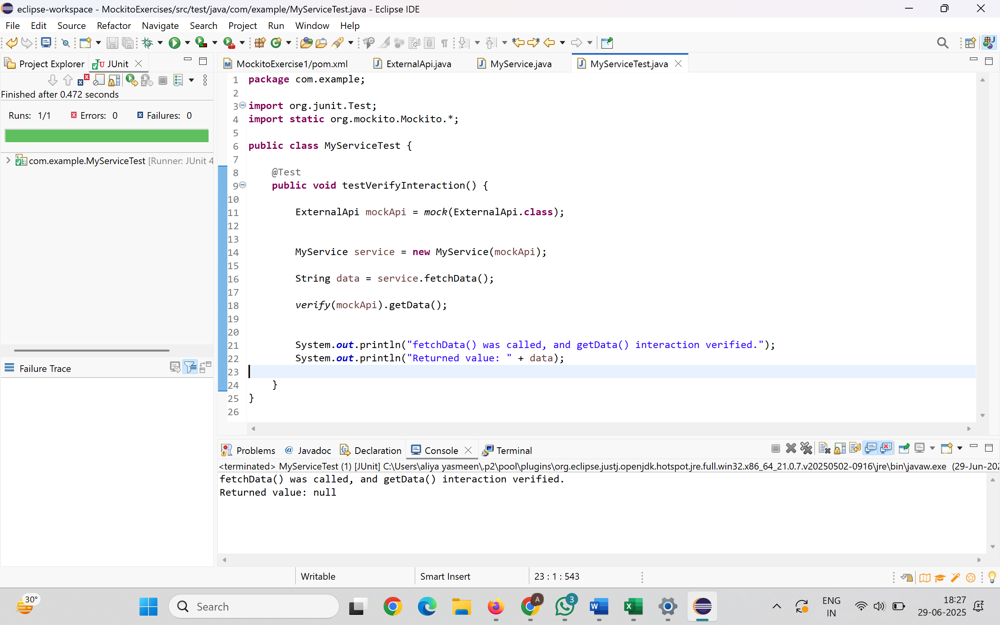 eclipse-workspace - MockitoExercises/src/test/java/com/example/MyServiceTest.java - Eclipse IDE
File Edit Source Refactor Navigate Search Project Run Window Help
Project Explorer JUnit
MockitoExercise1/pom.xml ExternalApi.java MyService.java MyServiceTest.java
Finished after 0.472 seconds
Runs: 1/1 Errors: 0 Failures: 0
com.example.MyServiceTest [Runner: JUnit 4
Failure Trace
1 package com.example;
2
3 import org.junit.Test;
4 import static org.mockito.Mockito.*;
5
6 public class MyServiceTest {
7
8 @Test
9 public void testVerifyInteraction() {
10
11 ExternalApi mockApi = mock(ExternalApi.class);
12
13
14 MyService service = new MyService(mockApi);
15
16 String data = service.fetchData();
17
18 verify(mockApi).getData();
19
20
21 System.out.println("fetchData() was called, and getData() interaction verified.");
22 System.out.println("Returned value: " + data);
23
24 }
25 }
26
Problems @ Javadoc Declaration Console Terminal
<terminated> MyServiceTest (1) [JUnit] C:\Users\aliya yasmeen\.p2\pool\plugins\org.eclipse.justj.openjdk.hotspot.jre.full.win32.x86_64_21.0.7.v20250502-0916\jre\bin\javaw.exe (29-Jun-202
fetchData() was called, and getData() interaction verified.
Returned value: null
Writable Smart Insert 23 : 1 : 543
30° Search A 3 ENG IN 18:27 29-06-2025